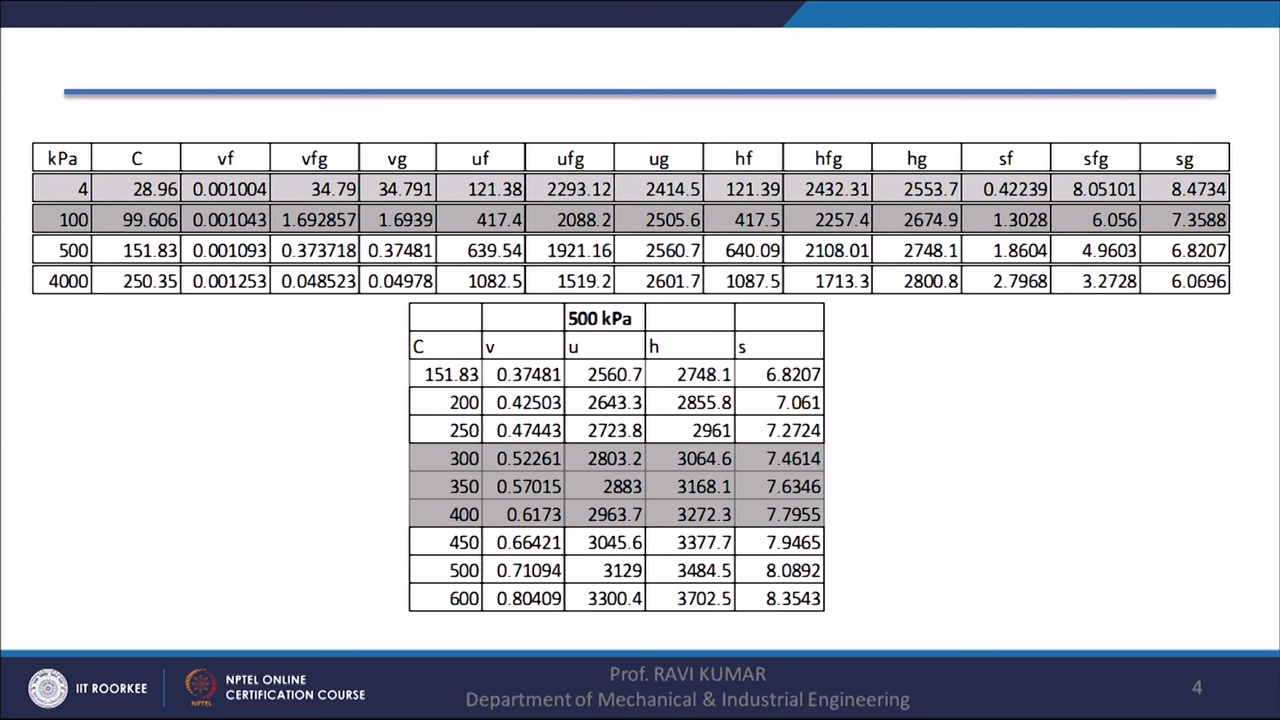 kPa C vf vfg vg uf ufg ug hf hfg hg sf sfg sg
4 28.96 0.001004 34.79 34.791 121.38 2293.12 2414.5 121.39 2432.31 2553.7 0.42239 8.05101 8.4734
100 99.606 0.001043 1.692857 1.6939 417.4 2088.2 2505.6 417.5 2257.4 2674.9 1.3028 6.056 7.3588
500 151.83 0.001093 0.373718 0.37481 639.54 1921.16 2560.7 640.09 2108.01 2748.1 1.8604 4.9603 6.8207
4000 250.35 0.001253 0.048523 0.04978 1082.5 1519.2 2601.7 1087.5 1713.3 2800.8 2.7968 3.2728 6.0696
500 kPa
C v u h s
151.83 0.37481 2560.7 2748.1 6.8207
200 0.42503 2643.3 2855.8 7.061
250 0.47443 2723.8 2961 7.2724
300 0.52261 2803.2 3064.6 7.4614
350 0.57015 2883 3168.1 7.6346
400 0.6173 2963.7 3272.3 7.7955
450 0.66421 3045.6 3377.7 7.9465
500 0.71094 3129 3484.5 8.0892
600 0.80409 3300.4 3702.5 8.3543
IIT ROORKEE
NPTEL
NPTEL ONLINE
CERTIFICATION COURSE
Prof. RAVI KUMAR
Department of Mechanical & Industrial Engineering
4